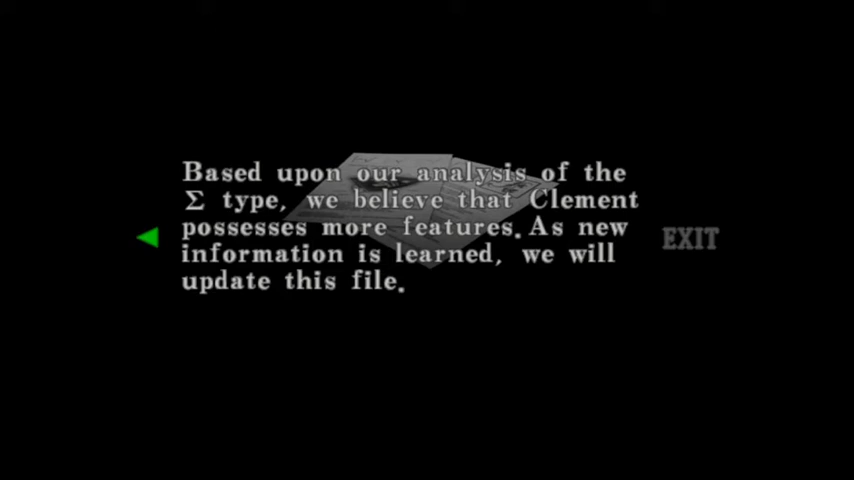 Based upon our analysis of the
Σ type, we believe that Clement
possesses more features. As new
information is learned, we will
update this file.
EXIT